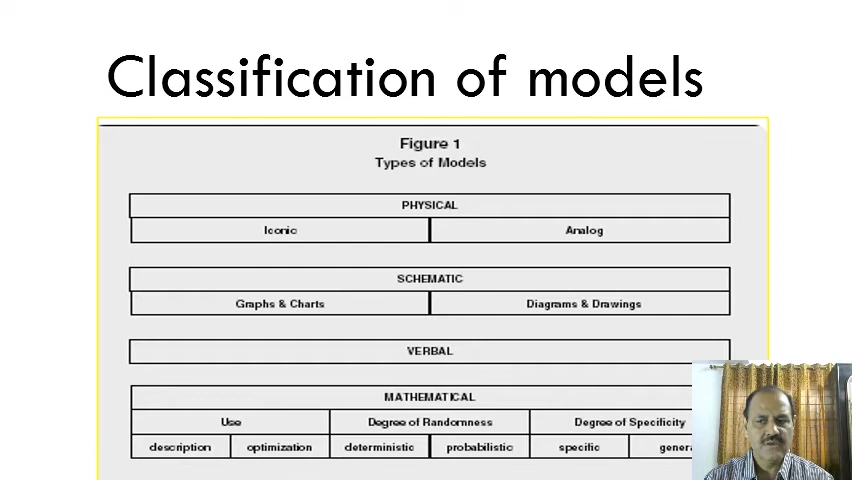 Classification of models
Figure 1
Types of Models
PHYSICAL
Iconic Analog
SCHEMATIC
Graphs & Charts Diagrams & Drawings
VERBAL
MATHEMATICAL
Use Degree of Randomness Degree of Specificity
description optimization deterministic probabilistic specific